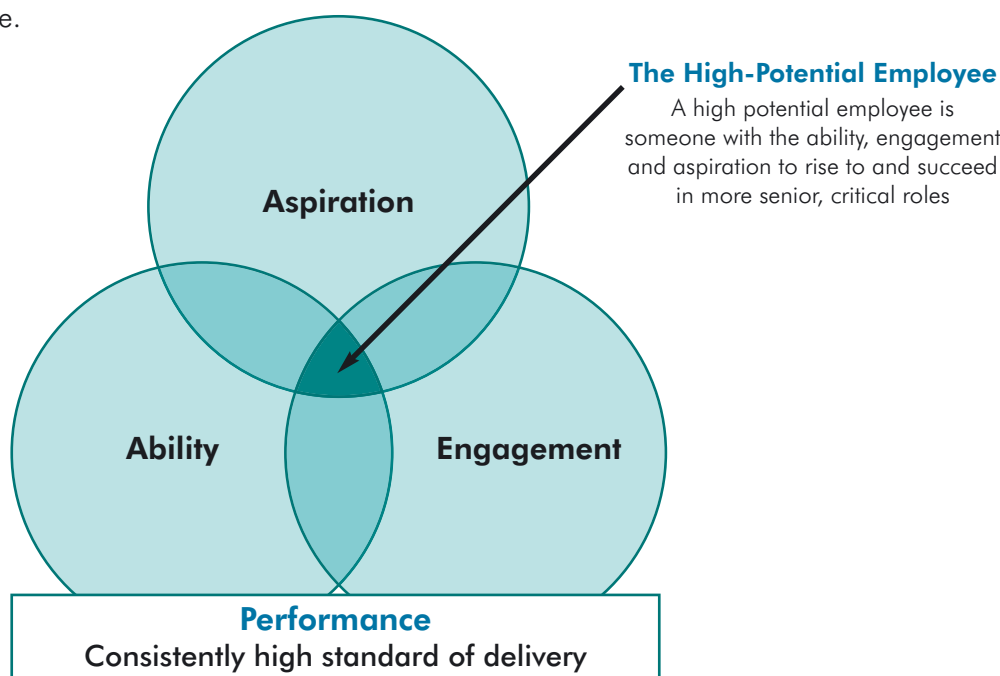 e.
The High-Potential Employee
A high potential employee is
someone with the ability, engagement
and aspiration to rise to and succeed
in more senior, critical roles
Aspiration
Ability
Engagement
Performance
Consistently high standard of delivery